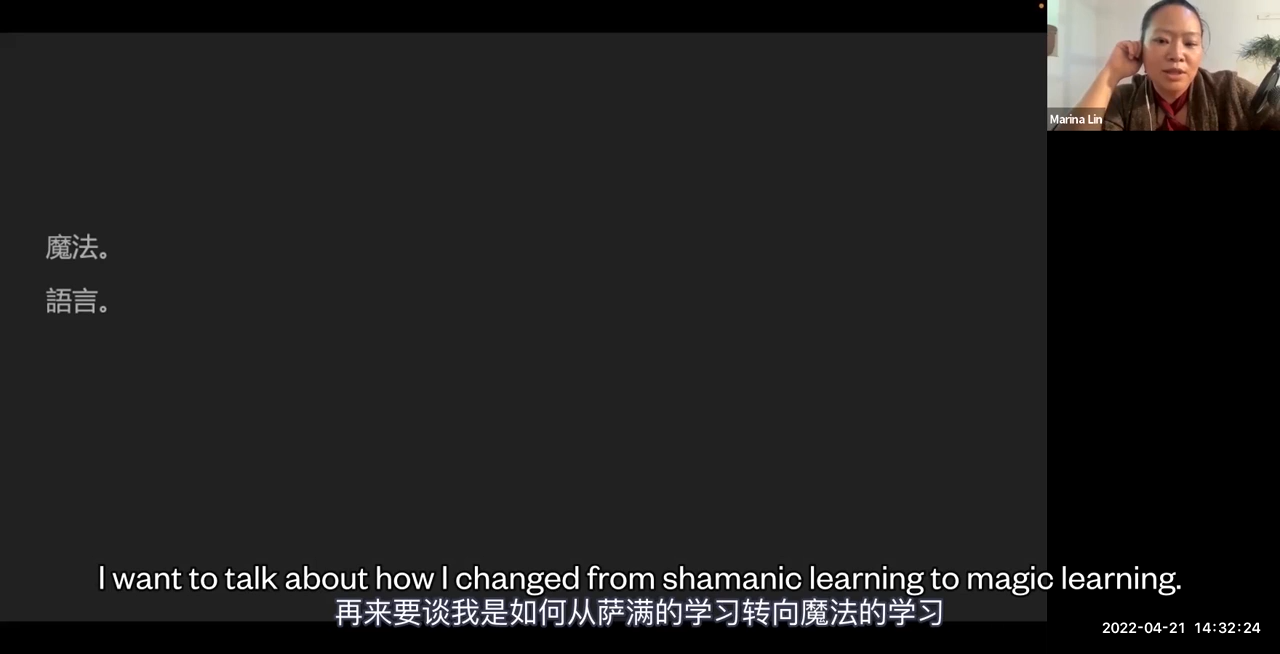 Marina Lin
魔法。
語言。
I want to talk about how I changed from shamanic learning to magic learning.
再来要谈我是如何从萨满的学习转向魔法的学习
2022-04-21 14:32:24